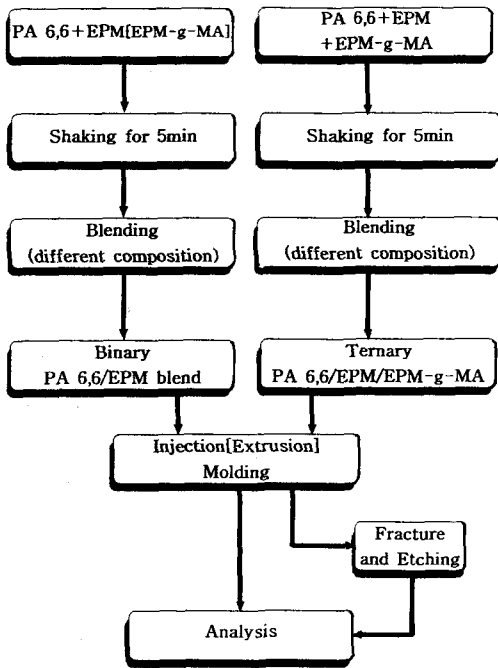 PA 6,6+EPM[EPM-g-MA]
PA 6,6+EPM
+EPM-g-MA
Shaking for 5min
Shaking for 5min
Blending
(different composition)
Blending
(different composition)
Binary
PA 6,6/EPM blend
Ternary
PA 6,6/EPM/EPM-g-MA
Injection[Extrusion]
Molding
Fracture
and Etching
Analysis